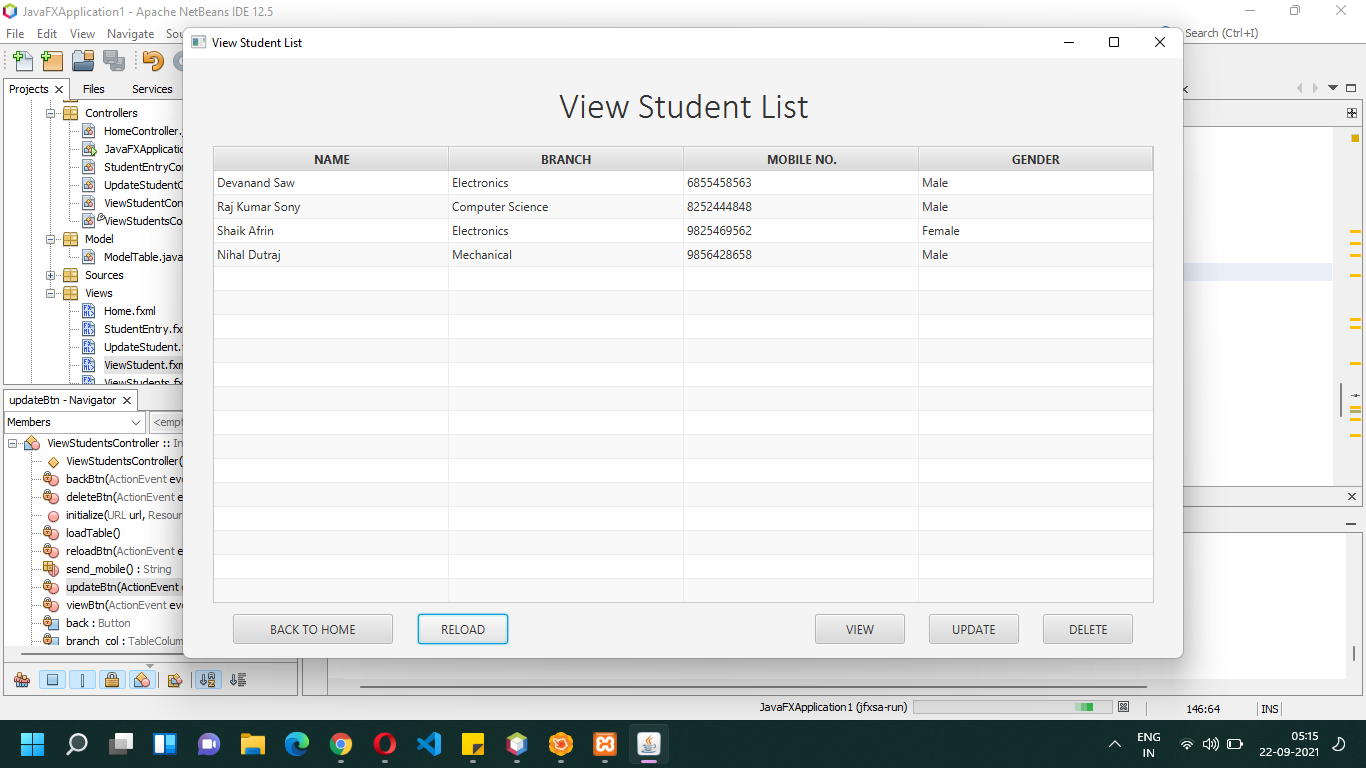 JavaFXApplication1 - Apache NetBeans IDE 12.5
File Edit View Navigate Sou
Search (Ctrl+I)
View Student List
Projects Files Services
Controllers
HomeController.
JavaFXApplicatio
StudentEntryCo
UpdateStudentC
ViewStudentCon
ViewStudentsCo
Model
ModelTable.java
Sources
Views
Home.fxml
StudentEntry.fx
UpdateStudent.
ViewStudent.fxm
ViewStudents.fx
updateBtn - Navigator
Members
<empt
ViewStudentsController :: In
ViewStudentsController(
backBtn(ActionEvent eve
deleteBtn(ActionEvent e
initialize(URL url, Resour
loadTable()
reloadBtn(ActionEvent e
send_mobile() : String
updateBtn(ActionEvent
viewBtn(ActionEvent eve
back : Button
branch_col : TableColum
View Student List
NAME BRANCH MOBILE NO. GENDER
Devanand Saw Electronics 6855458563 Male
Raj Kumar Sony Computer Science 8252444848 Male
Shaik Afrin Electronics 9825469562 Female
Nihal Dutraj Mechanical 9856428658 Male
BACK TO HOME RELOAD VIEW UPDATE DELETE
JavaFXApplication1 (jfxsa-run)
146:64 INS
ENG
IN
05:15
22-09-2021